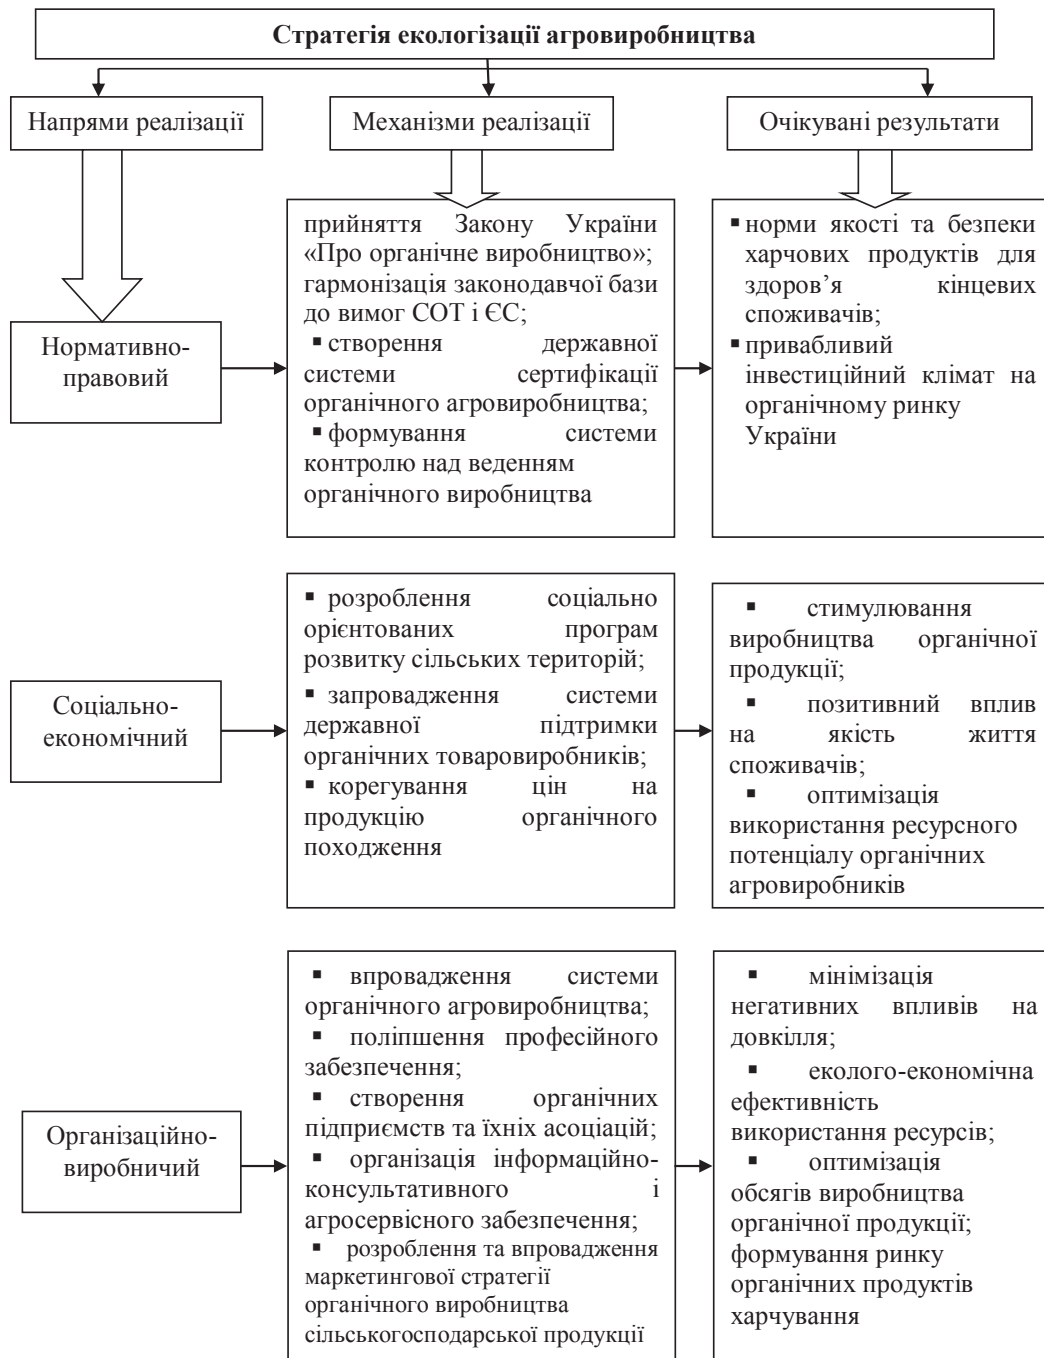 Стратегія екологізації агровиробництва
Напрями реалізації
Механізми реалізації
Очікувані результати
Нормативно-
правовий
прийняття Закону України
«Про органічне виробництво»;
гармонізація законодавчої бази
до вимог СОТ і ЄС;
▪ створення державної
системи сертифікації
органічного агровиробництва;
▪ формування системи
контролю над веденням
органічного виробництва
▪ норми якості та безпеки
харчових продуктів для
здоров’я кінцевих
споживачів;
▪ привабливий
інвестиційний клімат на
органічному ринку
України
Соціально-
економічний
▪ розроблення соціально
орієнтованих програм
розвитку сільських територій;
▪ запровадження системи
державної підтримки
органічних товаровиробників;
▪ корегування цін на
продукцію органічного
походження
▪ стимулювання
виробництва органічної
продукції;
▪ позитивний вплив
на якість життя
споживачів;
▪ оптимізація
використання ресурсного
потенціалу органічних
агровиробників
Організаційно-
виробничий
▪ впровадження системи
органічного агровиробництва;
▪ поліпшення професійного
забезпечення;
▪ створення органічних
підприємств та їхніх асоціацій;
▪ організація інформаційно-
консультативного і
агросервісного забезпечення;
▪ розроблення та впровадження
маркетингової стратегії
органічного виробництва
сільськогосподарської продукції
▪ мінімізація
негативних впливів на
довкілля;
▪ еколого-економічна
ефективність
використання ресурсів;
▪ оптимізація
обсягів виробництва
органічної продукції;
формування ринку
органічних продуктів
харчування